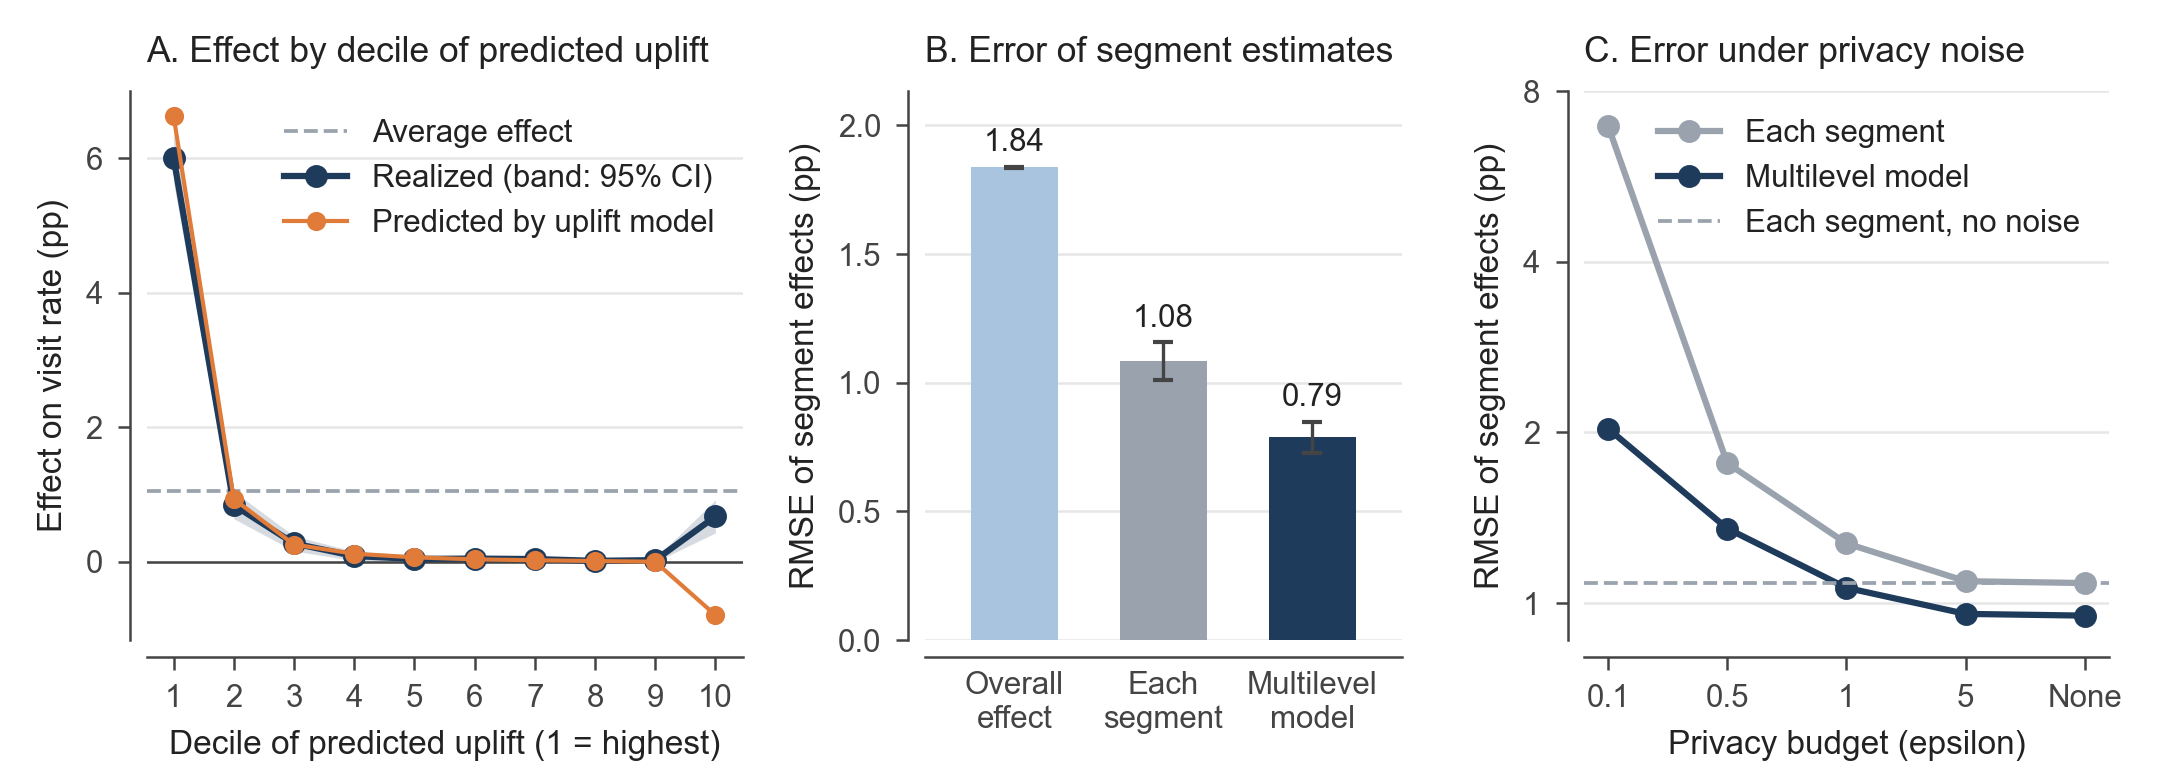 A. Effect by decile of predicted uplift
Effect on visit rate (pp)
6
4
2
0
Average effect
Realized (band: 95% CI)
Predicted by uplift model
1 2 3 4 5 6 7 8 9 10
Decile of predicted uplift (1 = highest)
B. Error of segment estimates
RMSE of segment effects (pp)
2.0
1.5
1.0
0.5
0.0
1.84
1.08
0.79
Overall effect
Each segment
Multilevel model
C. Error under privacy noise
RMSE of segment effects (pp)
8
4
2
1
Each segment
Multilevel model
Each segment, no noise
0.1 0.5 1 5 None
Privacy budget (epsilon)